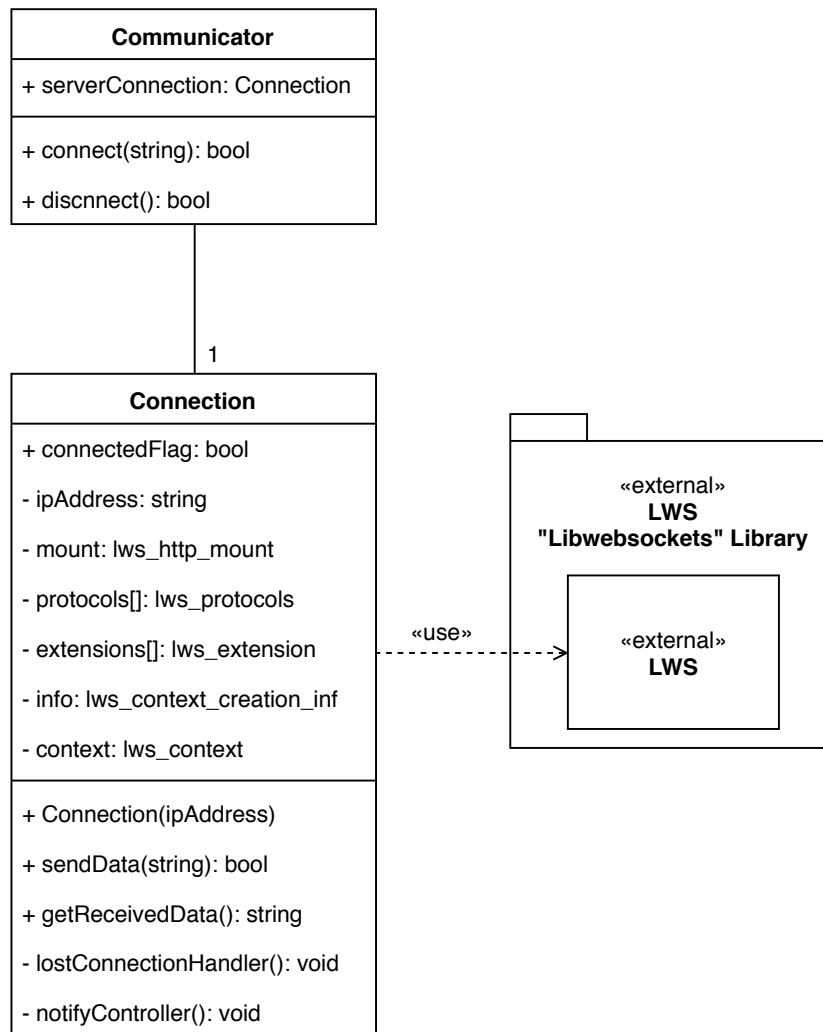 Communicator
+ serverConnection: Connection
+ connect(string): bool
+ discnnect(): bool
1
Connection
+ connectedFlag: bool
- ipAddress: string
- mount: lws_http_mount
- protocols[]: lws_protocols
- extensions[]: lws_extension
- info: lws_context_creation_inf
- context: lws_context
+ Connection(ipAddress)
+ sendData(string): bool
+ getReceivedData(): string
- lostConnectionHandler(): void
- notifyController(): void
«use»
«external»
LWS
"Libwebsockets" Library
«external»
LWS